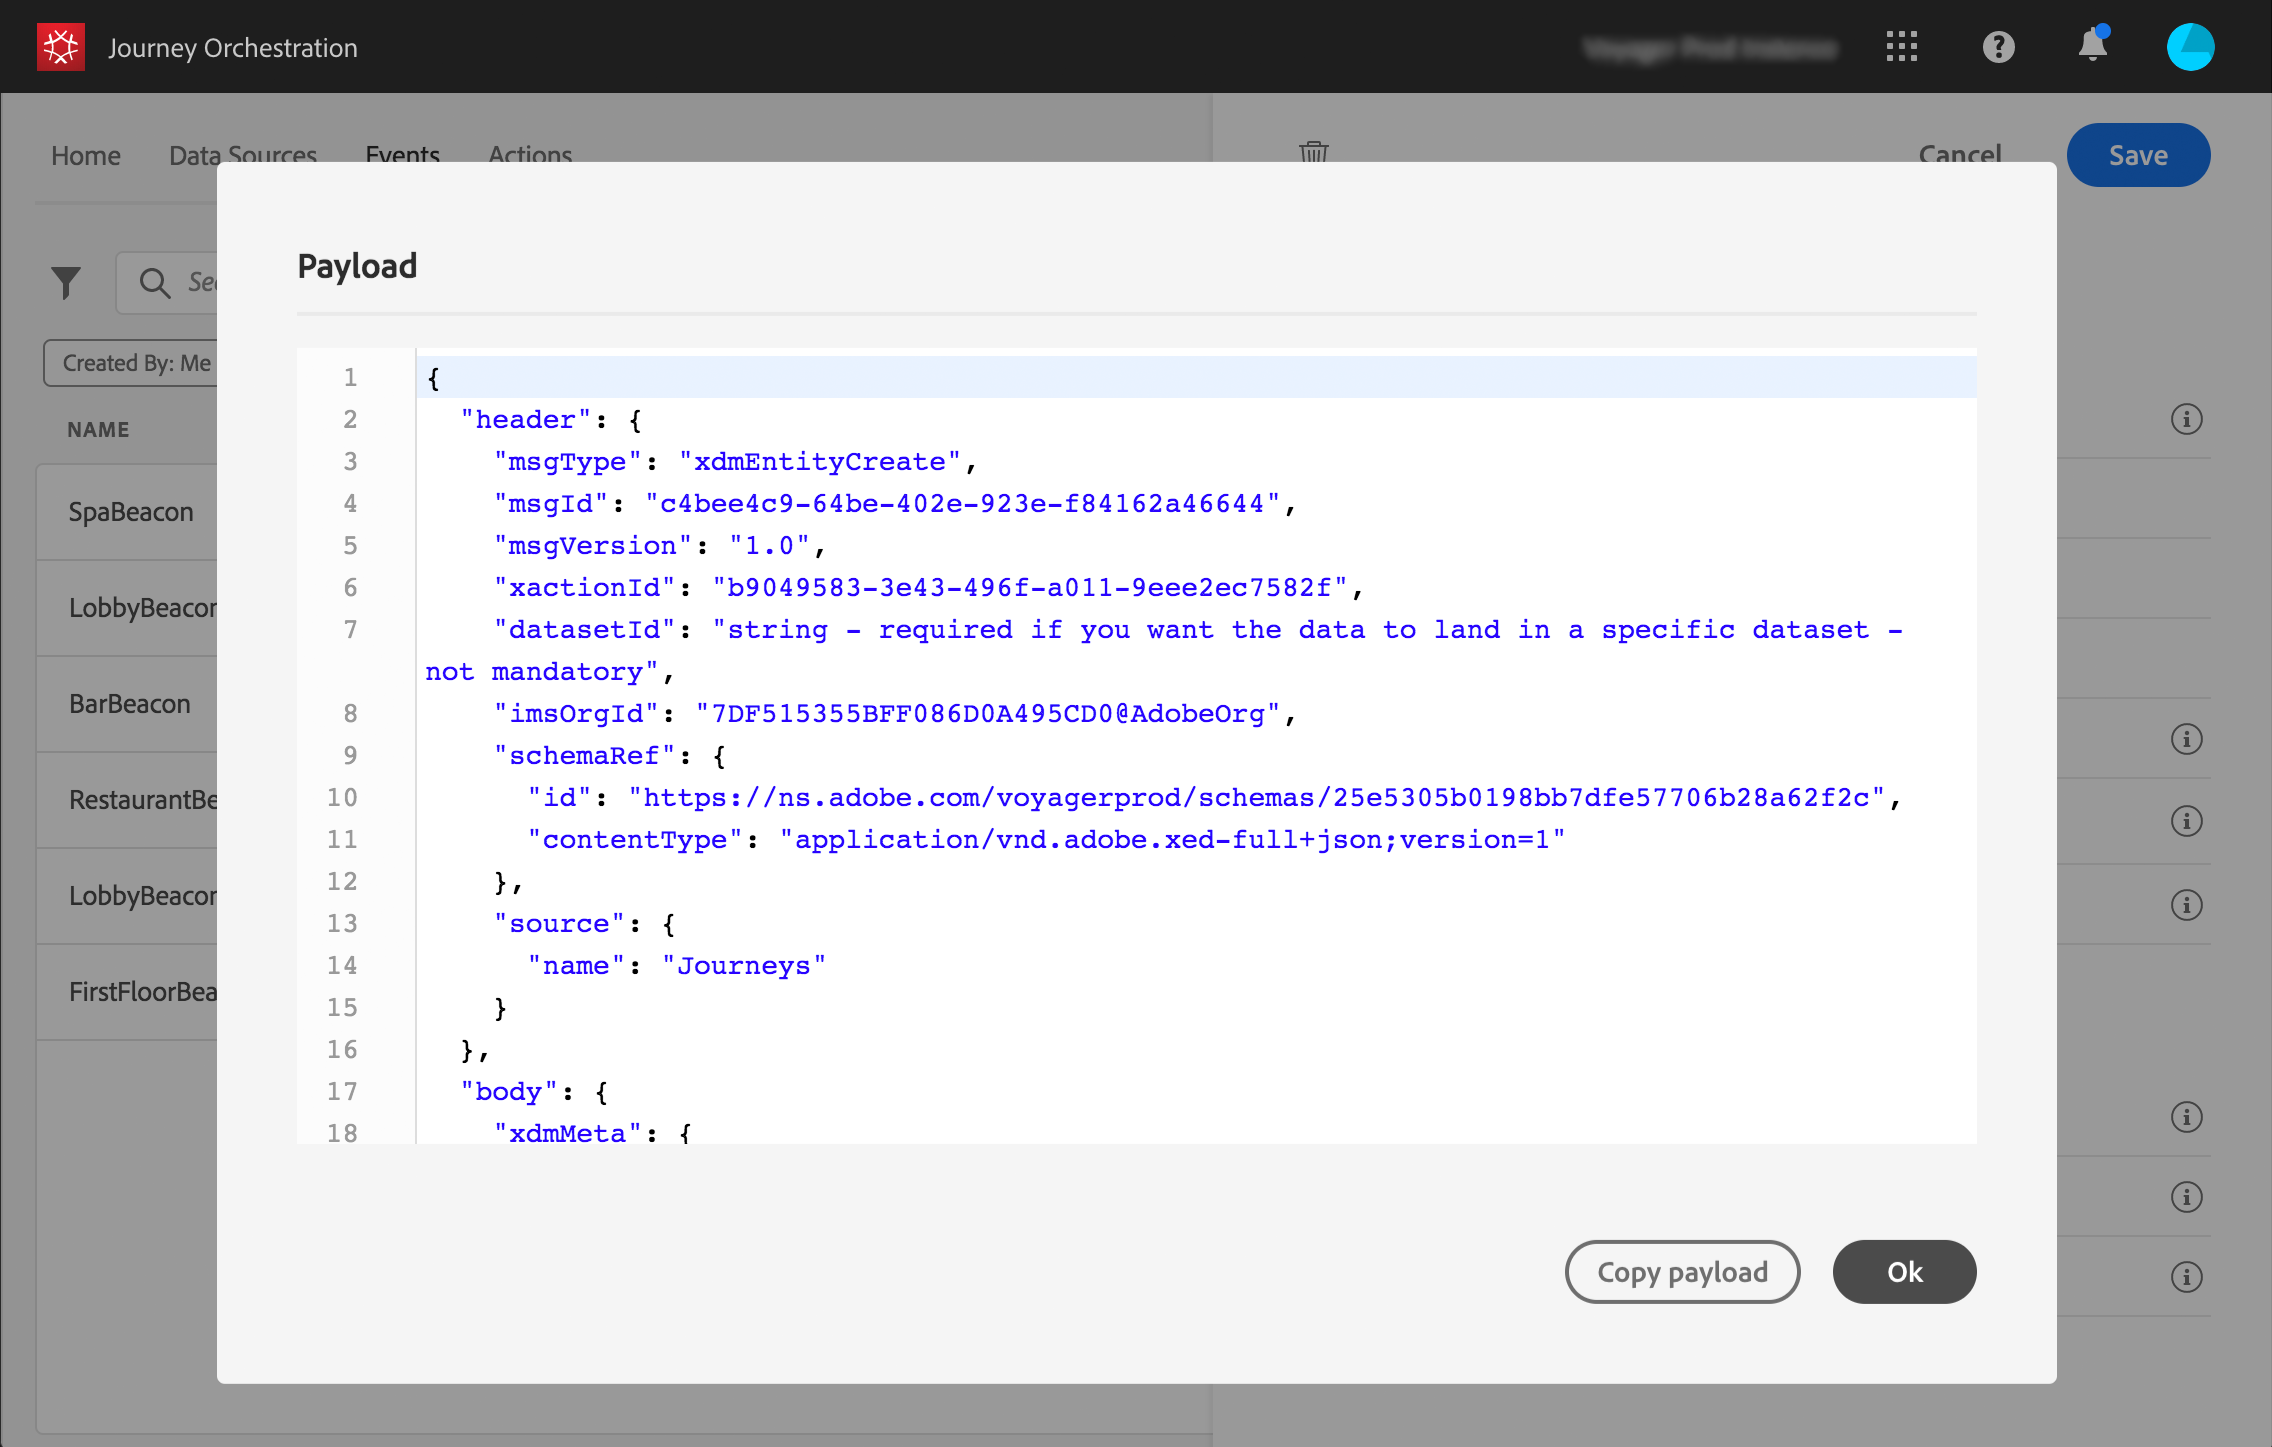 Journey Orchestration
Home Data Sources Events Actions
Cancel Save
Created By: Me
NAME
SpaBeacon
LobbyBeacon
BarBeacon
RestaurantBe
LobbyBeacon
FirstFloorBea
Payload
1 {
2 "header": {
3 "msgType": "xdmEntityCreate",
4 "msgId": "c4bee4c9-64be-402e-923e-f84162a46644",
5 "msgVersion": "1.0",
6 "xactionId": "b9049583-3e43-496f-a011-9eee2ec7582f",
7 "datasetId": "string - required if you want the data to land in a specific dataset -
not mandatory",
8 "imsOrgId": "7DF515355BFF086D0A495CD0@AdobeOrg",
9 "schemaRef": {
10 "id": "https://ns.adobe.com/voyagerprod/schemas/25e5305b0198bb7dfe57706b28a62f2c",
11 "contentType": "application/vnd.adobe.xed-full+json;version=1"
12 },
13 "source": {
14 "name": "Journeys"
15 }
16 },
17 "body": {
18 "xdmMeta": {
Copy payload Ok